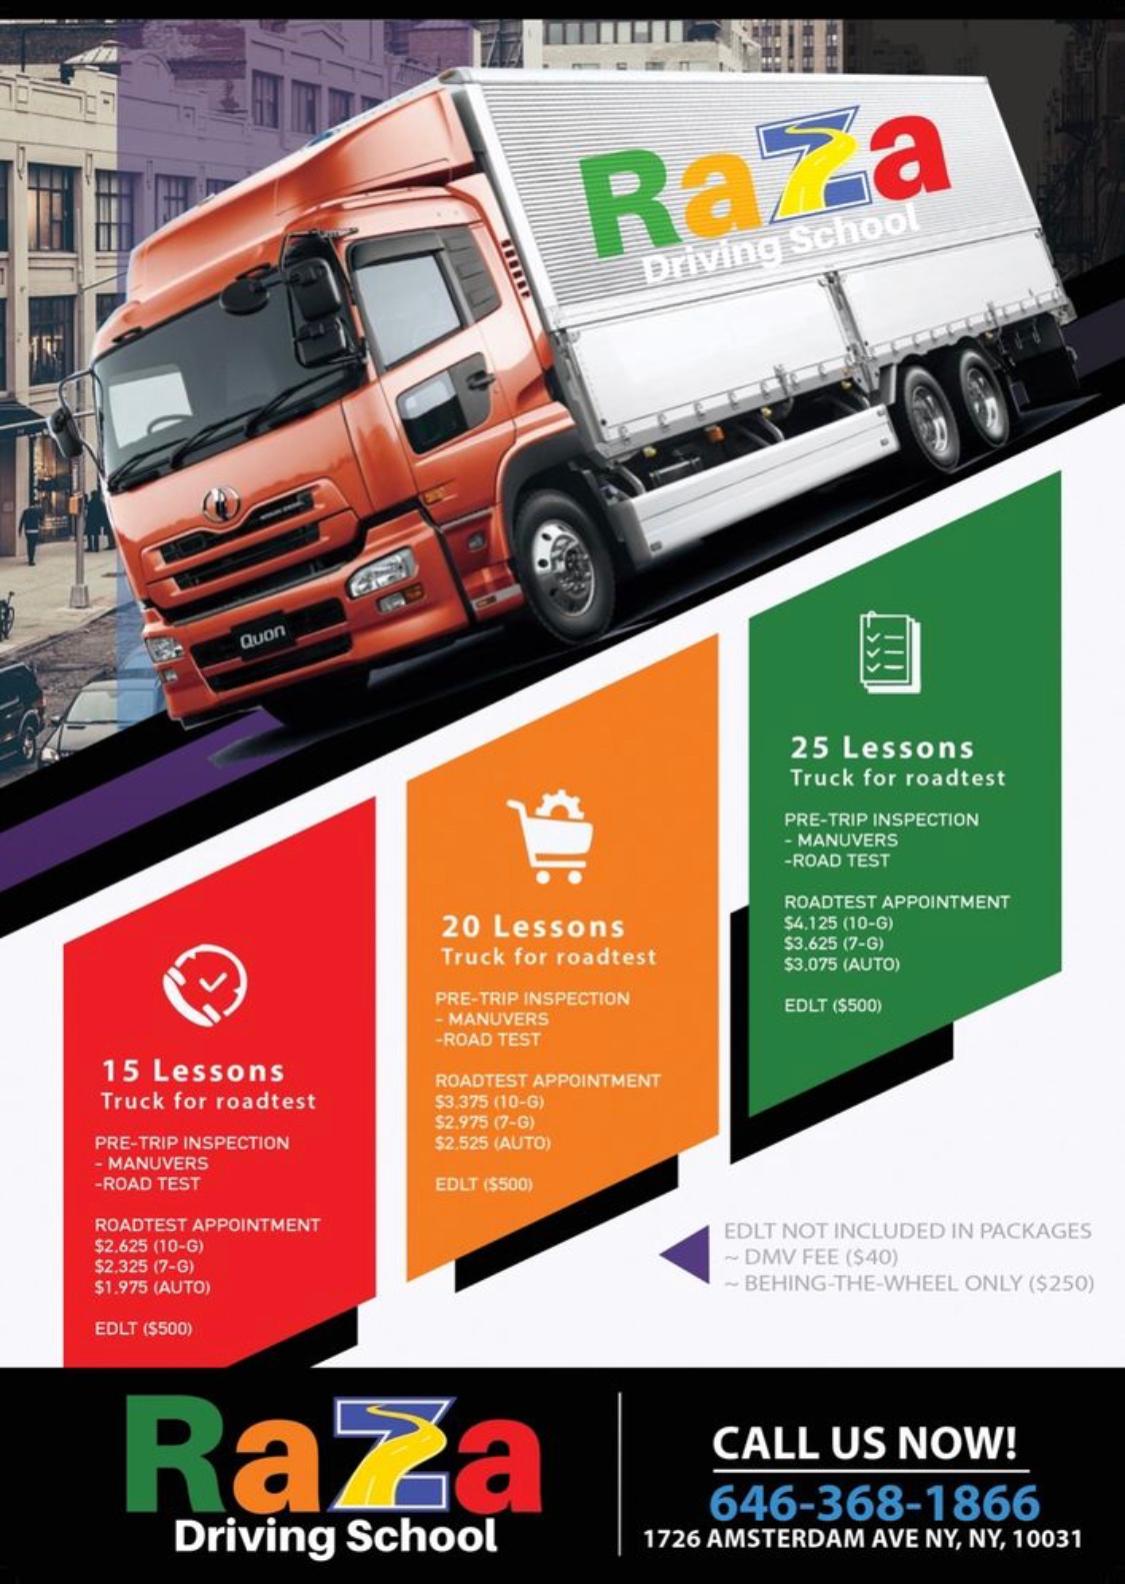 RaZa
Driving School
Quon
25 Lessons
Truck for roadtest
PRE-TRIP INSPECTION
- MANUVERS
-ROAD TEST
ROADTEST APPOINTMENT
$4,125 (10-G)
$3,625 (7-G)
$3,075 (AUTO)
EDLT ($500)
20 Lessons
Truck for roadtest
PRE-TRIP INSPECTION
- MANUVERS
-ROAD TEST
ROADTEST APPOINTMENT
$3,375 (10-G)
$2,975 (7-G)
$2,525 (AUTO)
EDLT ($500)
15 Lessons
Truck for roadtest
PRE-TRIP INSPECTION
- MANUVERS
-ROAD TEST
ROADTEST APPOINTMENT
$2,625 (10-G)
$2,325 (7-G)
$1,975 (AUTO)
EDLT ($500)
EDLT NOT INCLUDED IN PACKAGES
~ DMV FEE ($40)
~ BEHING-THE-WHEEL ONLY ($250)
RaZa
Driving School
CALL US NOW!
646-368-1866
1726 AMSTERDAM AVE NY, NY, 10031